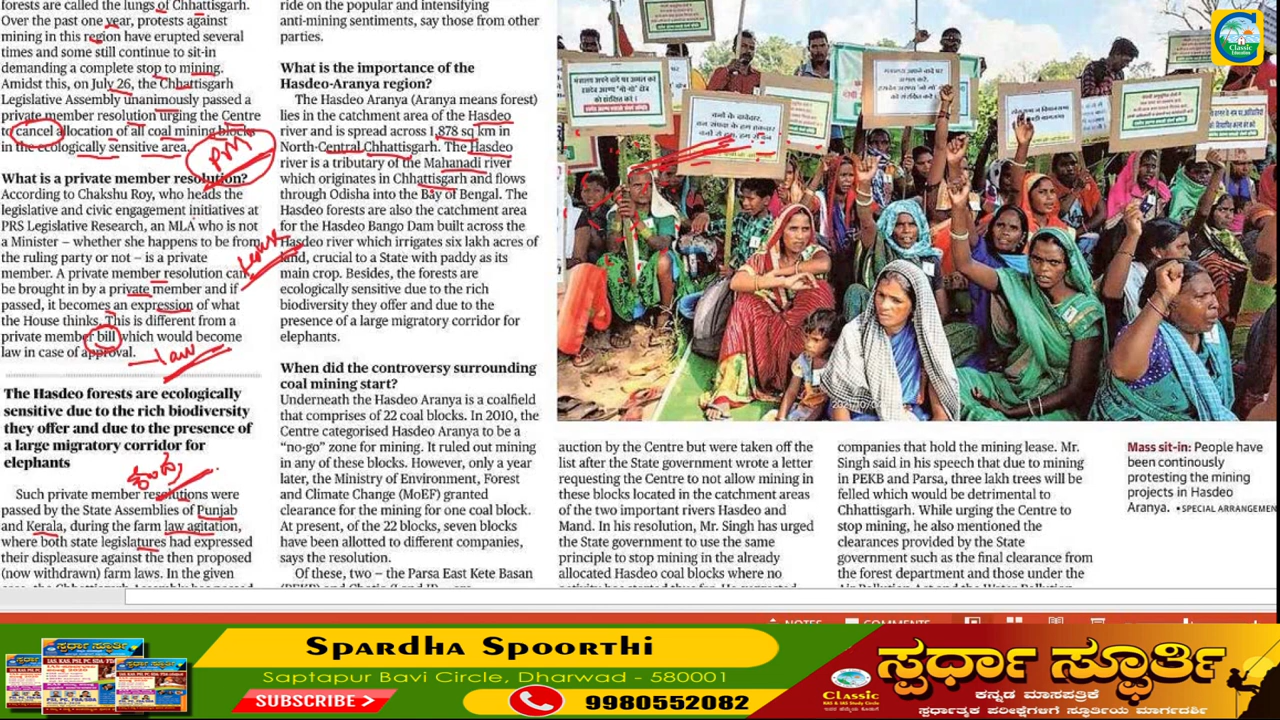 forests are called the lungs of Chhattisgarh.
Over the past one year, protests against
mining in this region have erupted several
times and some still continue to sit-in
demanding a complete stop to mining.
Amidst this, on July 26, the Chhattisgarh
Legislative Assembly unanimously passed a
private member resolution urging the Centre
to cancel allocation of all coal mining blocks
in the ecologically sensitive area.
PMR
What is a private member resolution?
According to Chakshu Roy, who heads the
legislative and civic engagement initiatives at
PRS Legislative Research, an MLA who is not
a Minister – whether she happens to be from
the ruling party or not – is a private
member. A private member resolution can
be brought in by a private member and if
passed, it becomes an expression of what
the House thinks. This is different from a
private member bill which would become
law in case of approval.
law
The Hasdeo forests are ecologically
sensitive due to the rich biodiversity
they offer and due to the presence of
a large migratory corridor for
elephants
Such private member resolutions were
passed by the State Assemblies of Punjab
and Kerala, during the farm law agitation,
where both state legislatures had expressed
their displeasure against the then proposed
(now withdrawn) farm laws. In the given
ride on the popular and intensifying
anti-mining sentiments, say those from other
parties.
What is the importance of the
Hasdeo-Aranya region?
The Hasdeo Aranya (Aranya means forest)
lies in the catchment area of the Hasdeo
river and is spread across 1,878 sq km in
North-Central Chhattisgarh. The Hasdeo
river is a tributary of the Mahanadi river
which originates in Chhattisgarh and flows
through Odisha into the Bay of Bengal. The
Hasdeo forests are also the catchment area
for the Hasdeo Bango Dam built across the
Hasdeo river which irrigates six lakh acres of
land, crucial to a State with paddy as its
main crop. Besides, the forests are
ecologically sensitive due to the rich
biodiversity they offer and due to the
presence of a large migratory corridor for
elephants.
When did the controversy surrounding
coal mining start?
Underneath the Hasdeo Aranya is a coalfield
that comprises of 22 coal blocks. In 2010, the
Centre categorised Hasdeo Aranya to be a
“no-go” zone for mining. It ruled out mining
in any of these blocks. However, only a year
later, the Ministry of Environment, Forest
and Climate Change (MoEF) granted
clearance for the mining for one coal block.
At present, of the 22 blocks, seven blocks
have been allotted to different companies,
says the resolution.
Of these, two – the Parsa East Kete Basan
auction by the Centre but were taken off the
list after the State government wrote a letter
requesting the Centre to not allow mining in
these blocks located in the catchment areas
of the two important rivers Hasdeo and
Mand. In his resolution, Mr. Singh has urged
the State government to use the same
principle to stop mining in the already
allocated Hasdeo coal blocks where no
companies that hold the mining lease. Mr.
Singh said in his speech that due to mining
in PEKB and Parsa, three lakh trees will be
felled which would be detrimental to
Chhattisgarh. While urging the Centre to
stop mining, he also mentioned the
clearances provided by the State
government such as the final clearance from
the forest department and those under the
Mass sit-in: People have
been continously
protesting the mining
projects in Hasdeo
Aranya. • SPECIAL ARRANGEMEN
Classic
Education
NOTES COMMENTS
Spardha Spoorthi
Saptapur Bavi Circle, Dharwad - 580001
SUBSCRIBE 9980552082
ಸ್ಪರ್ಧಾ ಸ್ಫೂರ್ತಿ
ಕನ್ನಡ ಮಾಸಪತ್ರಿಕೆ
ಸ್ಪರ್ಧಾತ್ಮಕ ಪರೀಕ್ಷೆಗಳಿಗೆ ಸ್ಫೂರ್ತಿಯ ಮಾರ್ಗದರ್ಶಿ
Classic
KAS & IAS Study Circle